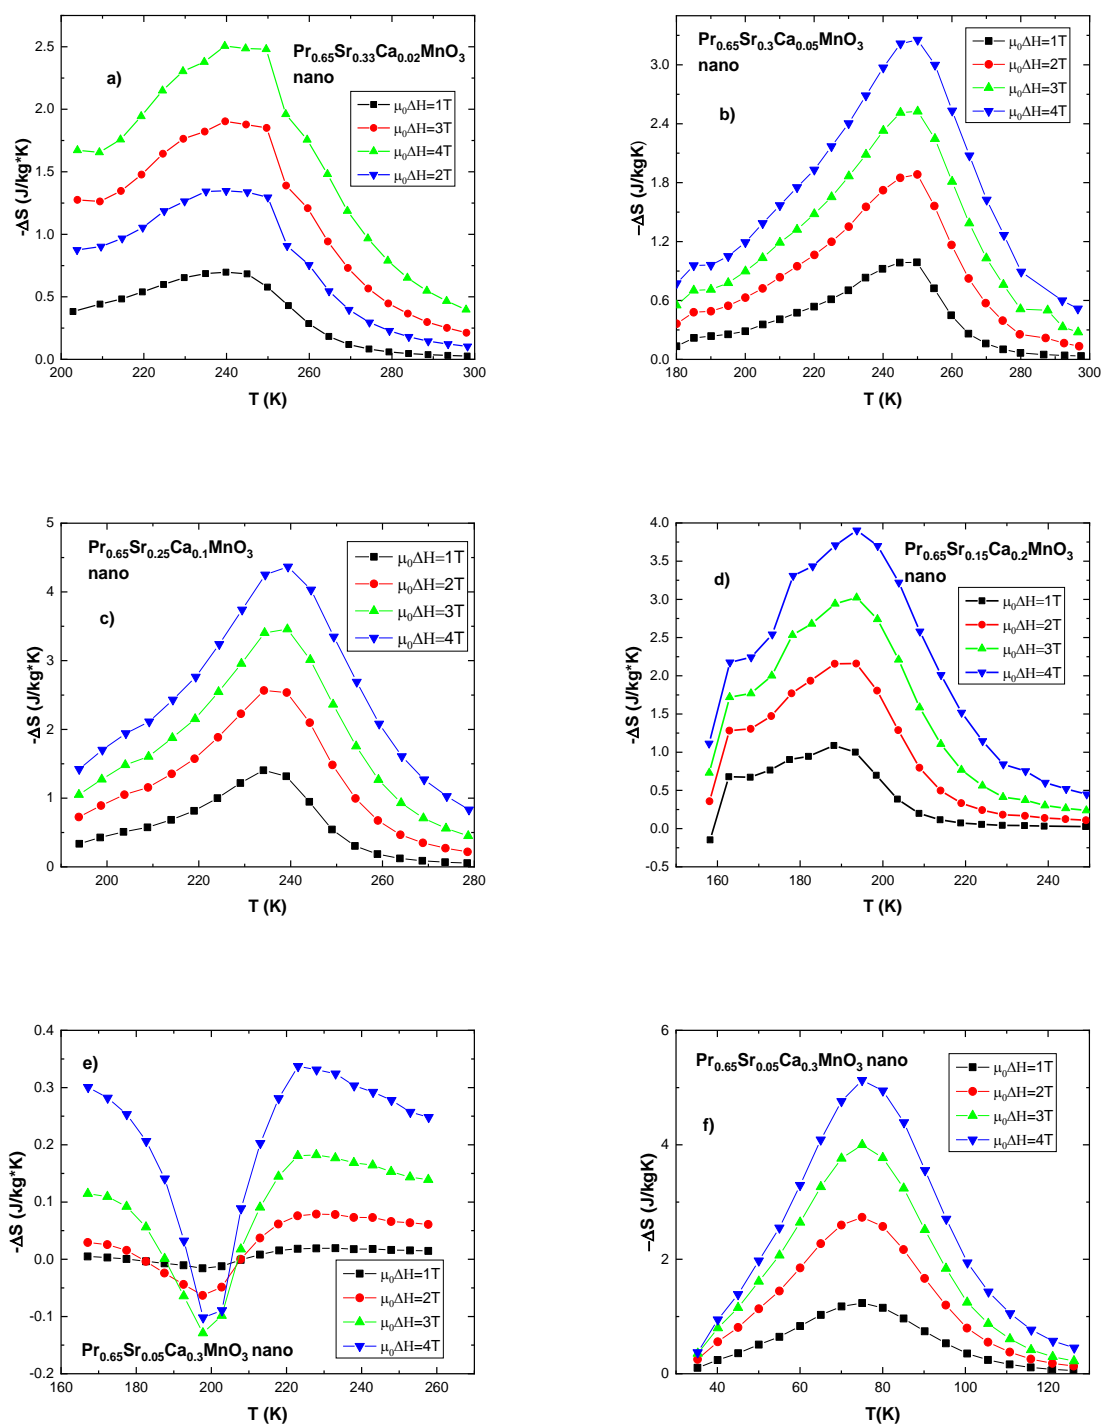 Pr0.65Sr0.33Ca0.02MnO3
nano
a)
μ0ΔH=1T
μ0ΔH=3T
μ0ΔH=4T
μ0ΔH=2T
-ΔS (J/kg*K)
0.0
0.5
1.0
1.5
2.0
2.5
200
220
240
260
280
300
T (K)
Pr0.65Sr0.3Ca0.05MnO3
nano
b)
μ0ΔH=1T
μ0ΔH=2T
μ0ΔH=3T
μ0ΔH=4T
−ΔS (J/kgK)
0.0
0.6
1.2
1.8
2.4
3.0
180
200
220
240
260
280
300
T (K)
Pr0.65Sr0.25Ca0.1MnO3
nano
c)
μ0ΔH=1T
μ0ΔH=2T
μ0ΔH=3T
μ0ΔH=4T
-ΔS (J/kg*K)
0
1
2
3
4
5
200
220
240
260
280
T (K)
Pr0.65Sr0.15Ca0.2MnO3
nano
d)
μ0ΔH=1T
μ0ΔH=2T
μ0ΔH=3T
μ0ΔH=4T
-ΔS (J/kg*K)
-0.5
0.0
0.5
1.0
1.5
2.0
2.5
3.0
3.5
4.0
160
180
200
220
240
T (K)
e)
Pr0.65Sr0.05Ca0.3MnO3 nano
μ0ΔH=1T
μ0ΔH=2T
μ0ΔH=3T
μ0ΔH=4T
-ΔS (J/kg*K)
-0.2
-0.1
0.0
0.1
0.2
0.3
0.4
160
180
200
220
240
260
T (K)
Pr0.65Sr0.05Ca0.3MnO3 nano
f)
μ0ΔH=1T
μ0ΔH=2T
μ0ΔH=3T
μ0ΔH=4T
−ΔS (J/kgK)
0
2
4
6
40
60
80
100
120
T(K)